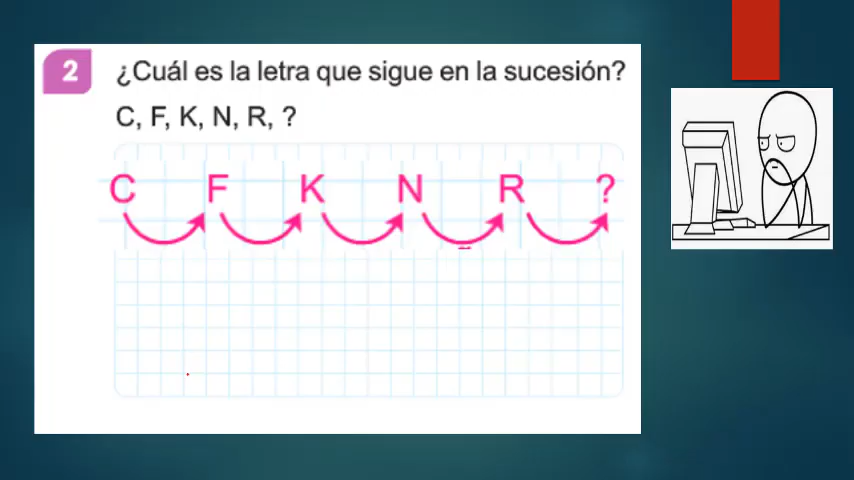 2
¿Cuál es la letra que sigue en la sucesión?
C, F, K, N, R, ?
C F K N R ?